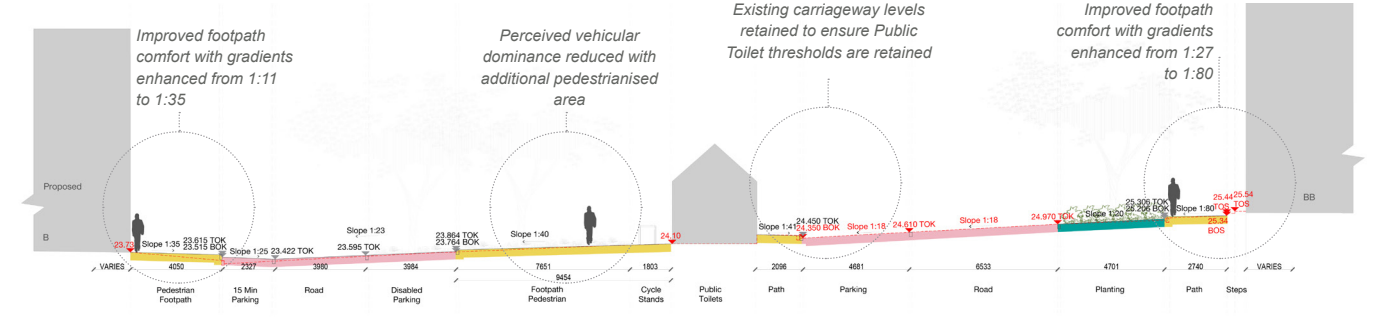 Improved footpath
comfort with gradients
enhanced from 1:11
to 1:35
Perceived vehicular
dominance reduced with
additional pedestrianised
area
Existing carriageway levels
retained to ensure Public
Toilet thresholds are retained
Improved footpath
comfort with gradients
enhanced from 1:27
to 1:80
Proposed
B
BB
23.73
Slope 1:35
23.615 TOK
23.515 BOK
Slope 1:25
23.422 TOK
Slope 1:23
23.595 TOK
23.864 TOK
23.764 BOK
Slope 1:40
24.10
Slope 1:41
24.450 TOK
24.350 BOK
Slope 1:18
24.610 TOK
Slope 1:18
24.970 TOK
Slope 1:20
25.306 TOK
25.206 BOK
Slope 1:80
25.44
TOS
25.54
TOS
25.34
BOS
VARIES
4050
2327
3980
3984
7651
9454
1803
2096
4681
6533
4701
2740
VARIES
Pedestrian
Footpath
15 Min
Parking
Road
Disabled
Parking
Footpath
Pedestrian
Cycle
Stands
Public
Toilets
Path
Parking
Road
Planting
Path
Steps